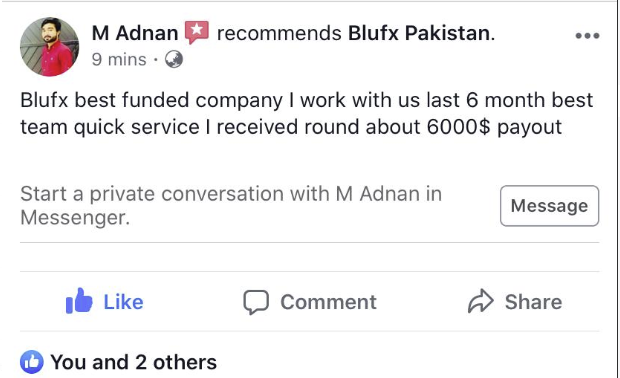 M Adnan recommends Blufx Pakistan.
9 mins ·
Blufx best funded company I work with us last 6 month best
team quick service I received round about 6000$ payout
Start a private conversation with M Adnan in
Messenger.
Message
Like
Comment
Share
You and 2 others